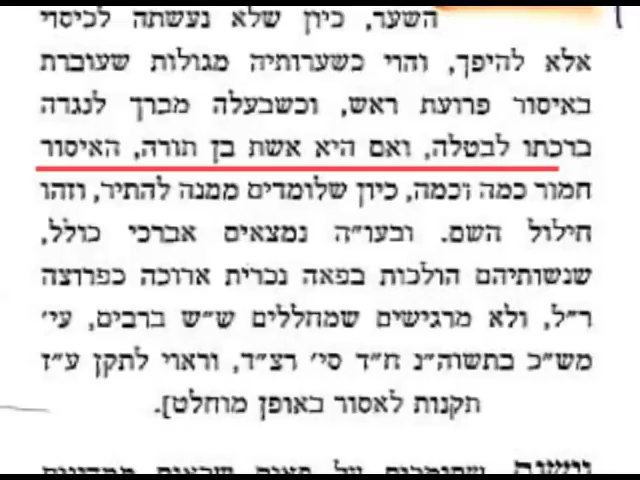 השער, כיון שלא נעשתה לכיסוי
אלא להיפך, והוי כשערותיה מגולות שעוברת
באיסור פרועת ראש, וכשבעלה מברך לנגדה
ברכתו לבטלה, ואם היא אשת בן תורה, האיסור
חמור כמה וכמה, כיון שלומדים ממנה להתיר, וזהו
חילול השם. ובעו״ה נמצאים אברכי כולל,
שנשותיהם הולכות בפאה נכרית ארוכה כפרוצה
ר״ל, ולא מרגישים שמחללים ש״ש ברבים, עי׳
מש״כ בתשוה״נ ח״ד סי׳ רצ״ד, וראוי לתקן ע״ז
תקנות לאסור באופן מוחלט].